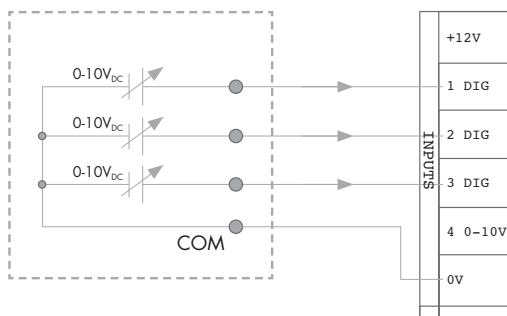 0-10VDC
0-10VDC
0-10VDC
COM
INPUTS
+12V
1 DIG
2 DIG
3 DIG
4 0-10V
0V